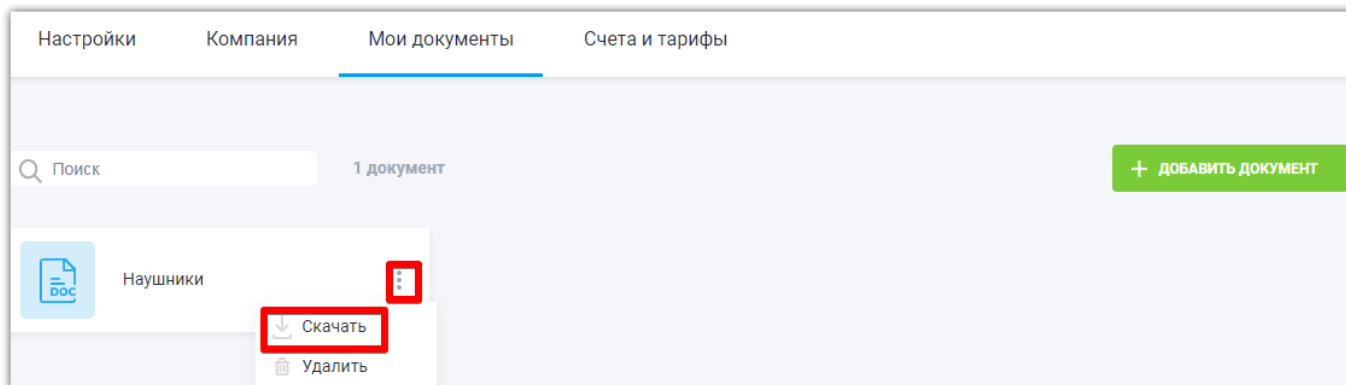 Настройки Компания Мои документы Счета и тарифы
Поиск 1 документ + ДОБАВИТЬ ДОКУМЕНТ
DOC Наушники
Скачать
Удалить